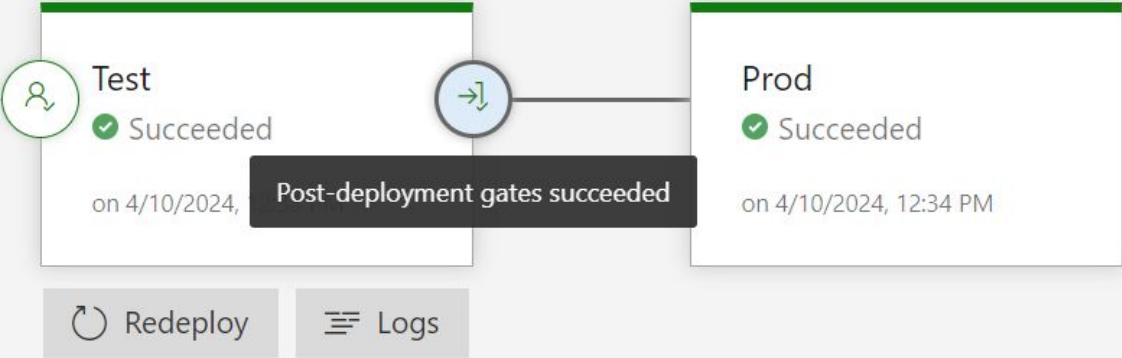 Test
Succeeded
on 4/10/2024,
Post-deployment gates succeeded
Redeploy
Logs
Prod
Succeeded
on 4/10/2024, 12:34 PM